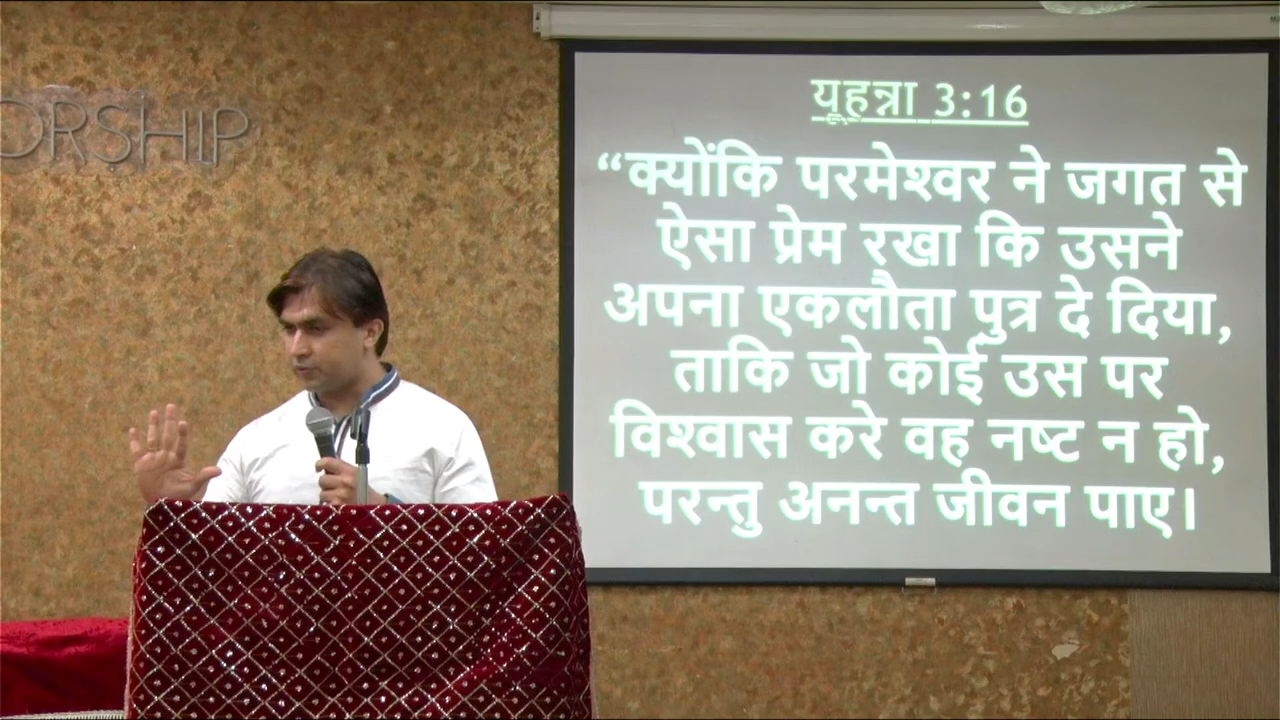 ORSHIP
यूहन्ना 3:16
“क्योंकि परमेश्वर ने जगत से
ऐसा प्रेम रखा कि उसने
अपना एकलौता पुत्र दे दिया,
ताकि जो कोई उस पर
विश्वास करे वह नष्ट न हो,
परन्तु अनन्त जीवन पाए।